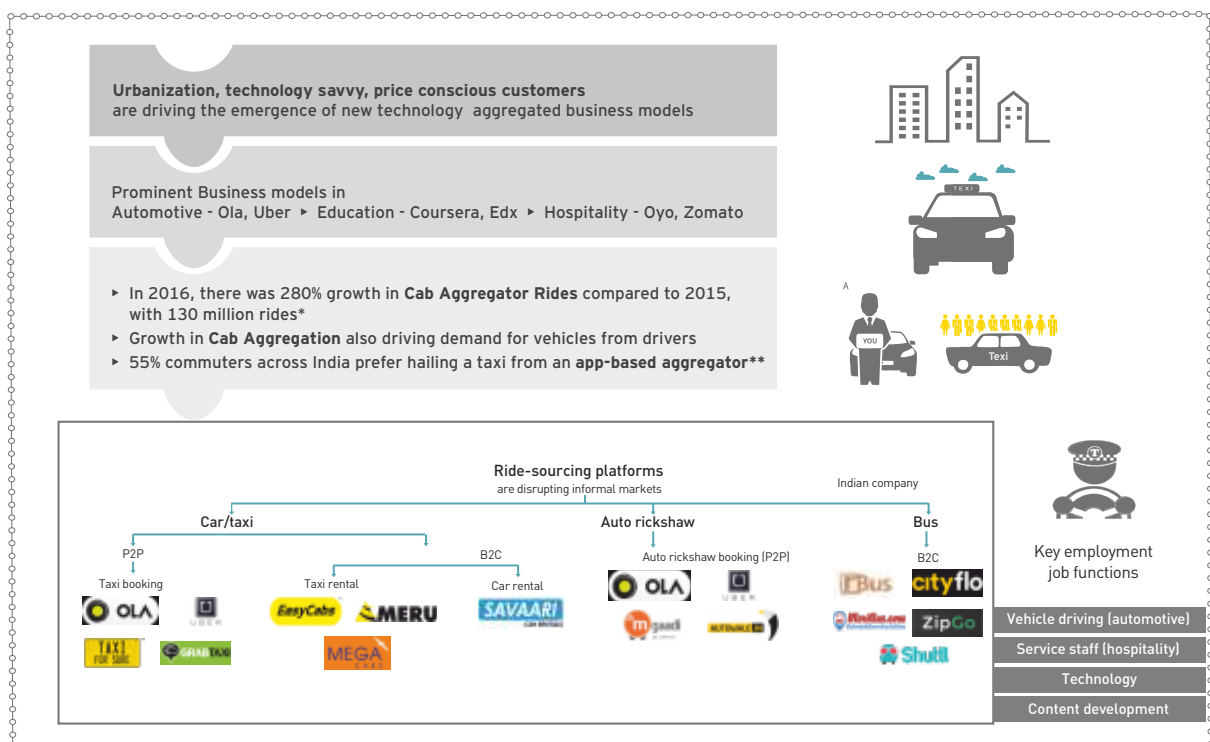 Urbanization, technology savvy, price conscious customers
are driving the emergence of new technology aggregated business models
Prominent Business models in
Automotive - Ola, Uber ▸ Education - Coursera, Edx ▸ Hospitality - Oyo, Zomato
▸ In 2016, there was 280% growth in Cab Aggregator Rides compared to 2015,
with 130 million rides*
▸ Growth in Cab Aggregation also driving demand for vehicles from drivers
▸ 55% commuters across India prefer hailing a taxi from an app-based aggregator**
TEXI
A
YOU
Texi
Ride-sourcing platforms
are disrupting informal markets
Indian company
Car/taxi
Auto rickshaw
Bus
P2P
B2C
Auto rickshaw booking (P2P)
B2C
Taxi booking
Taxi rental
Car rental
OLA
UBER
EasyCabs
MERU
SAVAARI
OLA
UBER
Bus
cityflo
TAXI
FOR SURE
GRABTAXI
MEGA
CABS
mgaadi
ZipGo
Shuttl
T
Key employment
job functions
Vehicle driving (automotive)
Service staff (hospitality)
Technology
Content development